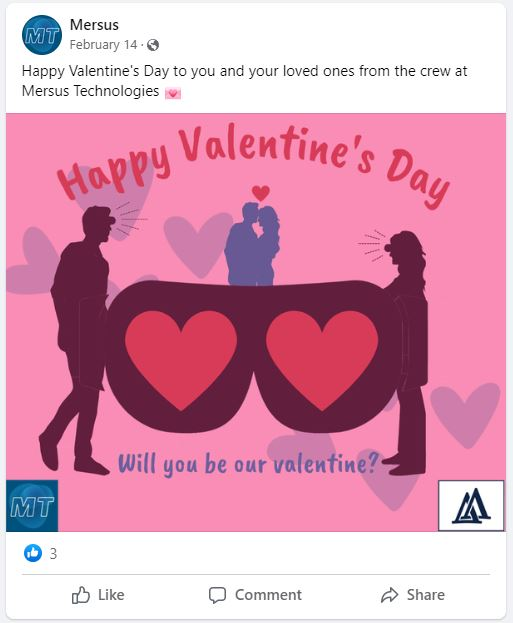 MT
Mersus
February 14 ·
Happy Valentine's Day to you and your loved ones from the crew at
Mersus Technologies 💌
Happy Valentine's Day
Will you be our valentine?
MT
3
Like
Comment
Share